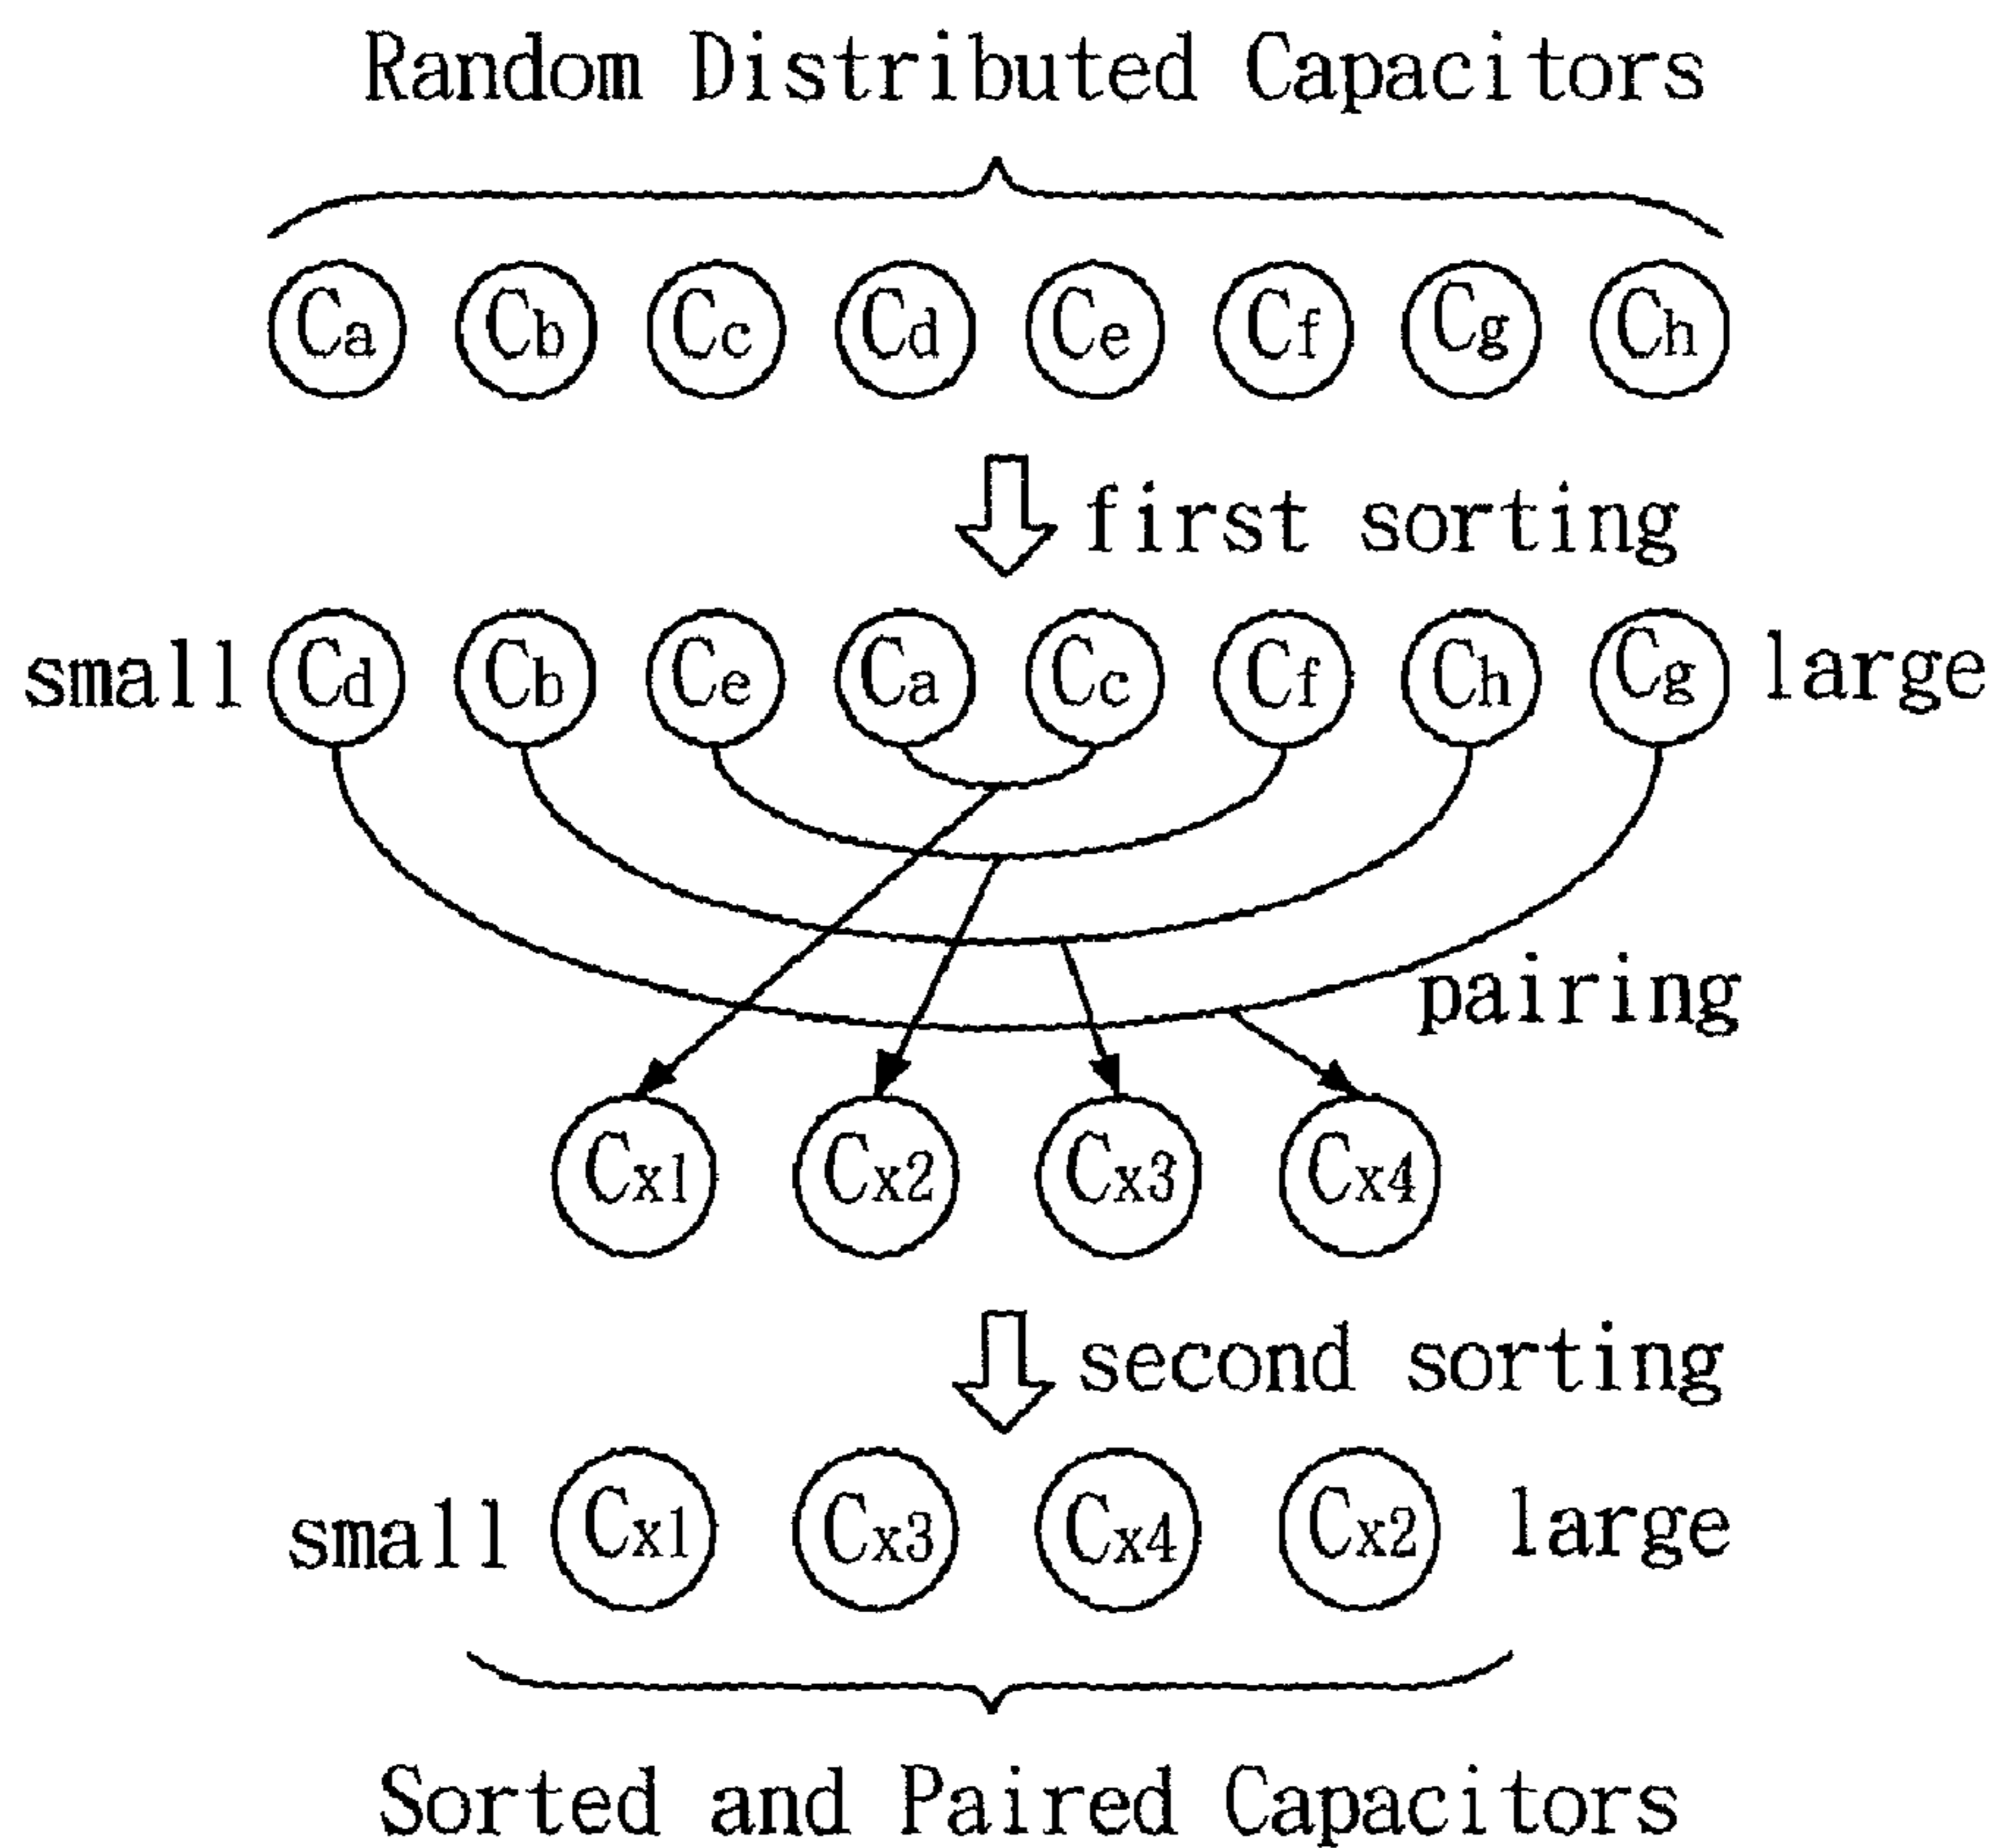 Random Distributed Capacitors
Ca Cb Cc Cd Ce Cf Cg Ch
first sorting
small Cd Cb Ce Ca Cc Cf Ch Cg large
pairing
Cx1 Cx2 Cx3 Cx4
second sorting
small Cx1 Cx3 Cx4 Cx2 large
Sorted and Paired Capacitors